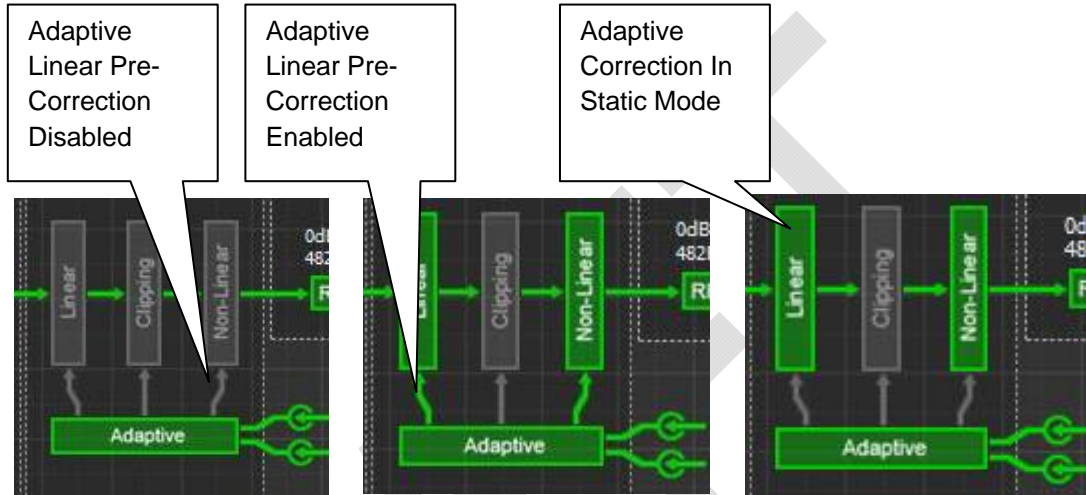 Adaptive
Linear Pre-
Correction
Disabled
Adaptive
Linear Pre-
Correction
Enabled
Adaptive
Correction In
Static Mode
Linear
Clipping
Non-Linear
Adaptive
Clipping
Non-Linear
0dB
Adaptive
Linear
Clipping
Non-Linear
Adaptive